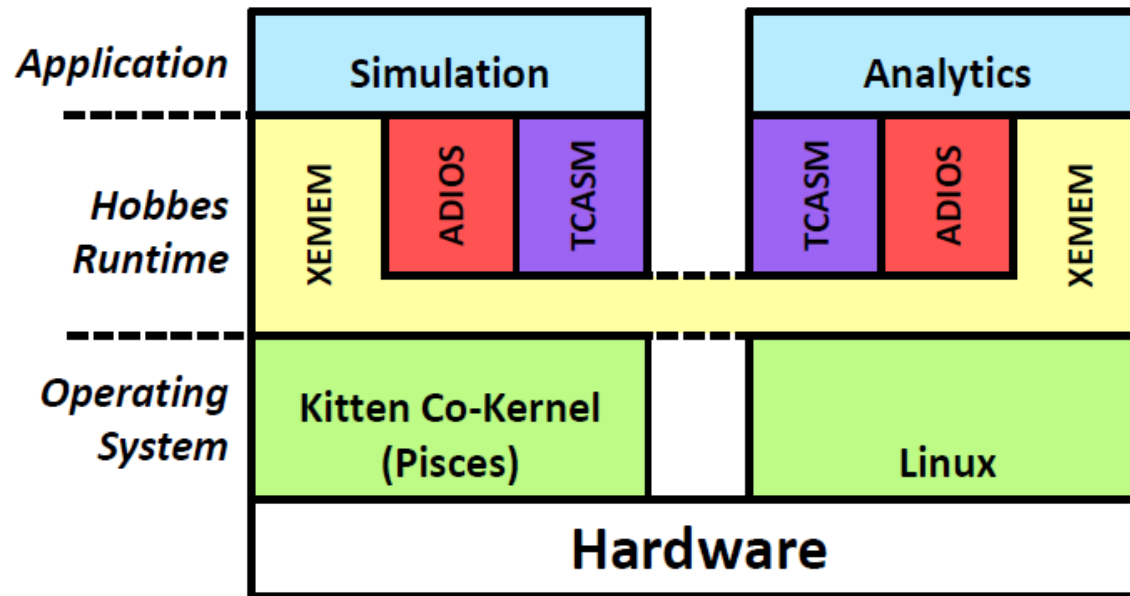 Application
Simulation
Analytics
Hobbes
Runtime
XEMEM
ADIOS
TCASM
TCASM
ADIOS
XEMEM
Operating
System
Kitten Co-Kernel
(Pisces)
Linux
Hardware